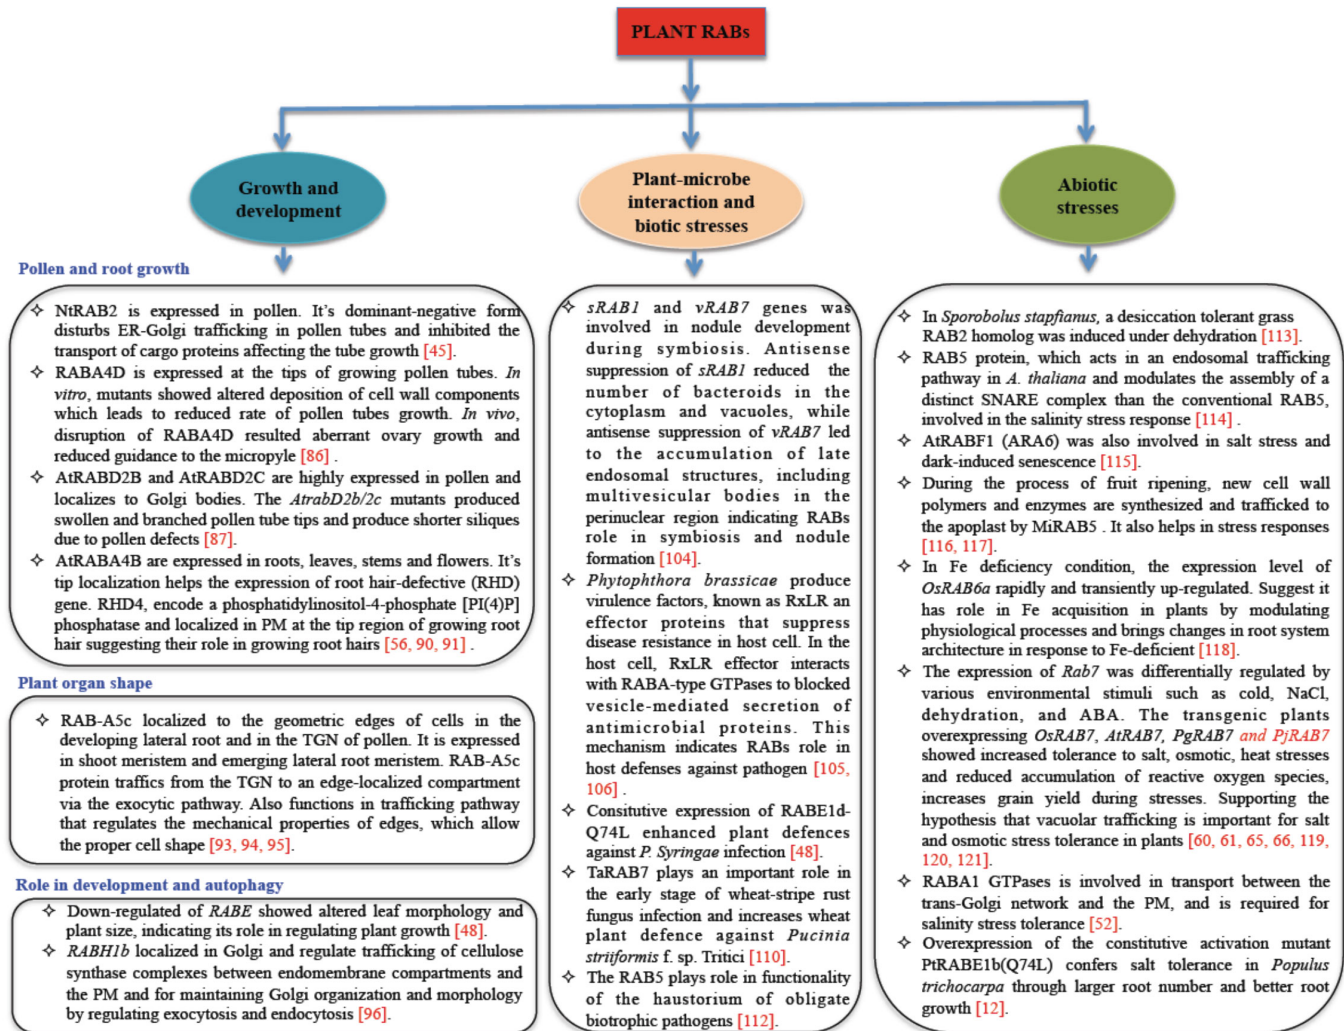 PLANT RABs
Growth and
development
Plant-microbe
interaction and
biotic stresses
Abiotic
stresses
Pollen and root growth
✧ NtRAB2 is expressed in pollen. It's dominant-negative form
disturbs ER-Golgi trafficking in pollen tubes and inhibited the
transport of cargo proteins affecting the tube growth [45].
✧ RABA4D is expressed at the tips of growing pollen tubes. In
vitro, mutants showed altered deposition of cell wall components
which leads to reduced rate of pollen tubes growth. In vivo,
disruption of RABA4D resulted aberrant ovary growth and
reduced guidance to the micropyle [86] .
✧ AtRABD2B and AtRABD2C are highly expressed in pollen and
localizes to Golgi bodies. The AtrabD2b/2c mutants produced
swollen and branched pollen tube tips and produce shorter siliques
due to pollen defects [87].
✧ AtRABA4B are expressed in roots, leaves, stems and flowers. It's
tip localization helps the expression of root hair-defective (RHD)
gene. RHD4, encode a phosphatidylinositol-4-phosphate [PI(4)P]
phosphatase and localized in PM at the tip region of growing root
hair suggesting their role in growing root hairs [56, 90, 91] .
Plant organ shape
✧ RAB-A5c localized to the geometric edges of cells in the
developing lateral root and in the TGN of pollen. It is expressed
in shoot meristem and emerging lateral root meristem. RAB-A5c
protein traffics from the TGN to an edge-localized compartment
via the exocytic pathway. Also functions in trafficking pathway
that regulates the mechanical properties of edges, which allow
the proper cell shape [93, 94, 95].
Role in development and autophagy
✧ Down-regulated of RABE showed altered leaf morphology and
plant size, indicating its role in regulating plant growth [48].
✧ RABH1b localized in Golgi and regulate trafficking of cellulose
synthase complexes between endomembrane compartments and
the PM and for maintaining Golgi organization and morphology
by regulating exocytosis and endocytosis [96].
✧ sRAB1 and vRAB7 genes was
involved in nodule development
during symbiosis. Antisense
suppression of sRAB1 reduced the
number of bacteroids in the
cytoplasm and vacuoles, while
antisense suppression of vRAB7 led
to the accumulation of late
endosomal structures, including
multivesicular bodies in the
perinuclear region indicating RABs
role in symbiosis and nodule
formation [104].
✧ Phytophthora brassicae produce
virulence factors, known as RxLR an
effector proteins that suppress
disease resistance in host cell. In the
host cell, RxLR effector interacts
with RABA-type GTPases to blocked
vesicle-mediated secretion of
antimicrobial proteins. This
mechanism indicates RABs role in
host defenses against pathogen [105,
106] .
✧ Consitutive expression of RABE1d-
Q74L enhanced plant defences
against P. Syringae infection [48].
✧ TaRAB7 plays an important role in
the early stage of wheat-stripe rust
fungus infection and increases wheat
plant defence against Pucinia
striiformis f. sp. Tritici [110].
✧ The RAB5 plays role in functionality
of the haustorium of obligate
biotrophic pathogens [112].
✧ In Sporobolus stapfianus, a desiccation tolerant grass
RAB2 homolog was induced under dehydration [113].
✧ RAB5 protein, which acts in an endosomal trafficking
pathway in A. thaliana and modulates the assembly of a
distinct SNARE complex than the conventional RAB5,
involved in the salinity stress response [114] .
✧ AtRABF1 (ARA6) was also involved in salt stress and
dark-induced senescence [115].
✧ During the process of fruit ripening, new cell wall
polymers and enzymes are synthesized and trafficked to
the apoplast by MiRAB5 . It also helps in stress responses
[116, 117].
✧ In Fe deficiency condition, the expression level of
OsRAB6a rapidly and transiently up-regulated. Suggest it
has role in Fe acquisition in plants by modulating
physiological processes and brings changes in root system
architecture in response to Fe-deficient [118].
✧ The expression of Rab7 was differentially regulated by
various environmental stimuli such as cold, NaCl,
dehydration, and ABA. The transgenic plants
overexpressing OsRAB7, AtRAB7, PgRAB7 and PjRAB7
showed increased tolerance to salt, osmotic, heat stresses
and reduced accumulation of reactive oxygen species,
increases grain yield during stresses. Supporting the
hypothesis that vacuolar trafficking is important for salt
and osmotic stress tolerance in plants [60, 61, 65, 66, 119,
120, 121].
✧ RABA1 GTPases is involved in transport between the
trans-Golgi network and the PM, and is required for
salinity stress tolerance [52].
✧ Overexpression of the constitutive activation mutant
PtRABE1b(Q74L) confers salt tolerance in Populus
trichocarpa through larger root number and better root
growth [12].